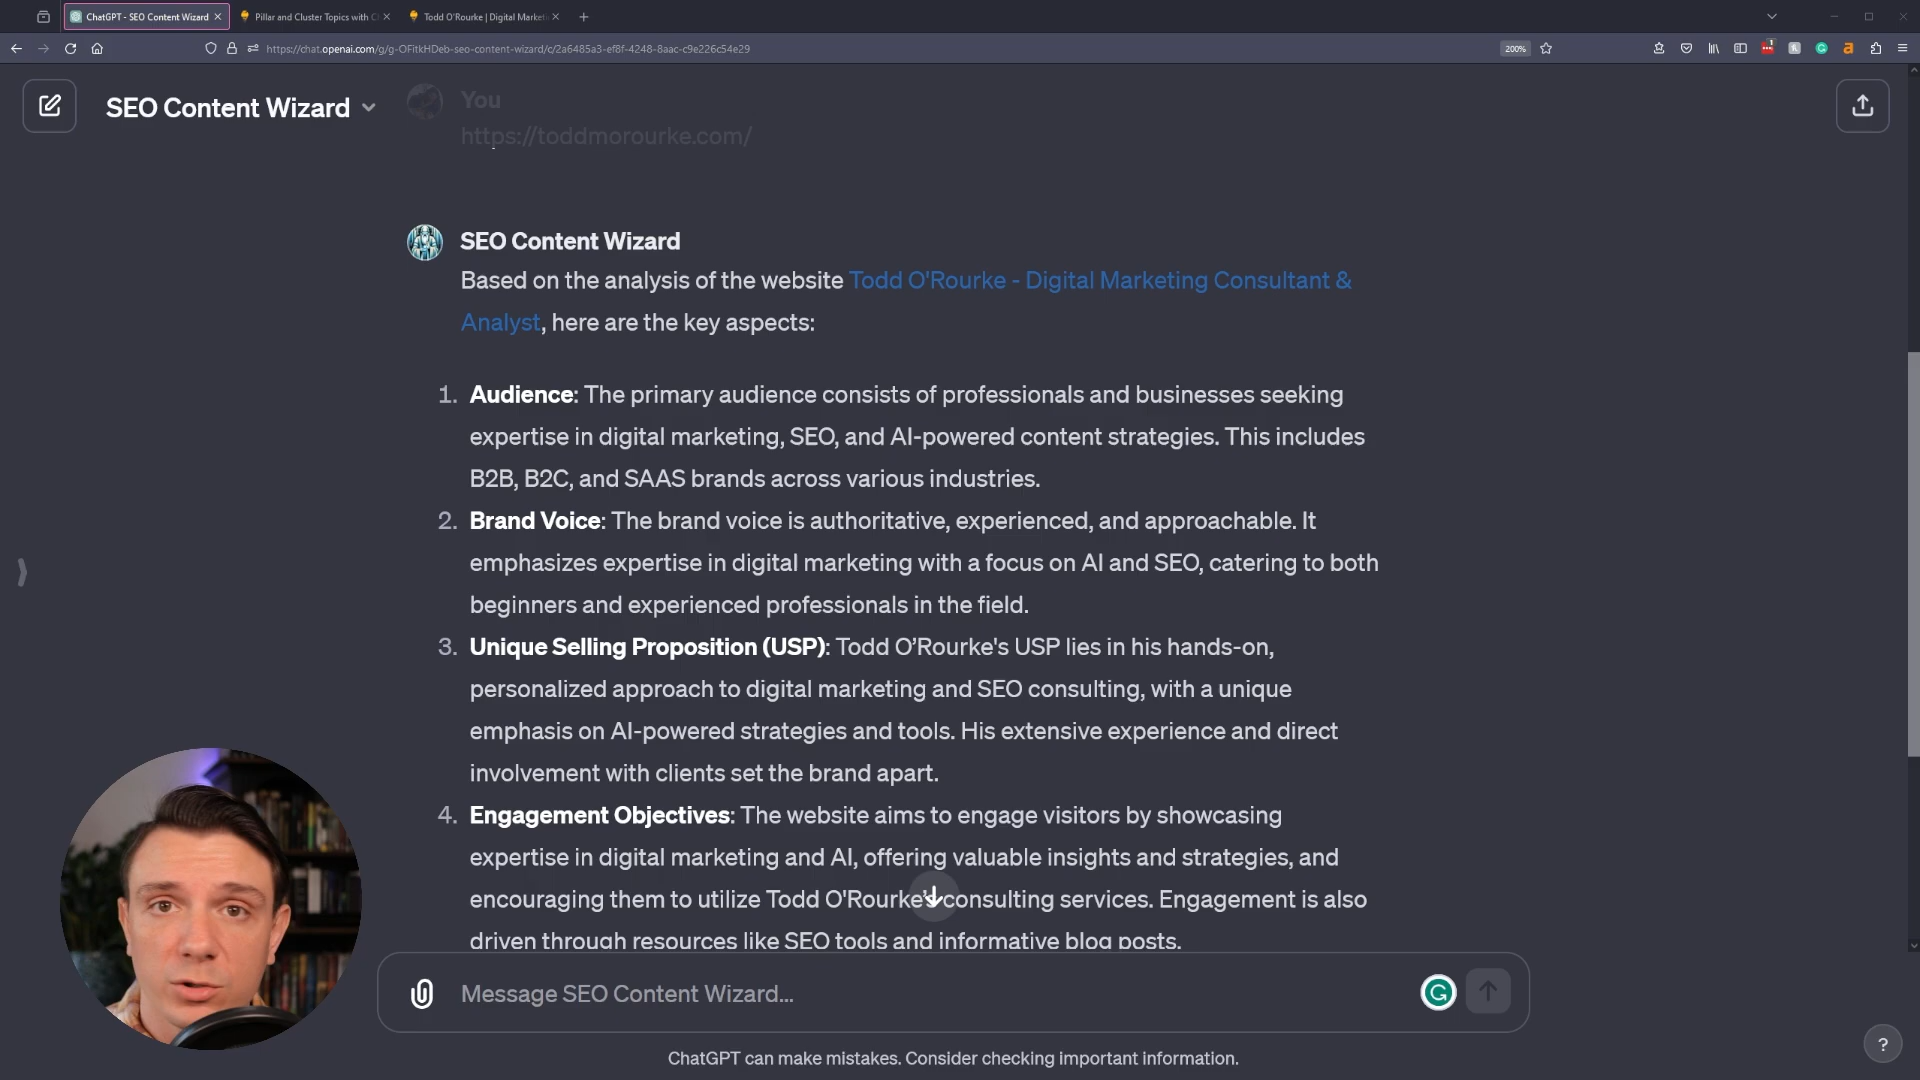 ChatGPT - SEO Content Wizard
Pillar and Cluster Topics with C
Todd O'Rourke | Digital Marketi
https://chat.openai.com/g/g-OFitkHDeb-seo-content-wizard/c/2a6485a3-ef8f-4248-8aac-c9e226c54e29
200%
SEO Content Wizard
You
https://toddmorourke.com/
SEO Content Wizard
Based on the analysis of the website Todd O'Rourke - Digital Marketing Consultant &
Analyst, here are the key aspects:
1. Audience: The primary audience consists of professionals and businesses seeking
expertise in digital marketing, SEO, and AI-powered content strategies. This includes
B2B, B2C, and SAAS brands across various industries.
2. Brand Voice: The brand voice is authoritative, experienced, and approachable. It
emphasizes expertise in digital marketing with a focus on AI and SEO, catering to both
beginners and experienced professionals in the field.
3. Unique Selling Proposition (USP): Todd O’Rourke's USP lies in his hands-on,
personalized approach to digital marketing and SEO consulting, with a unique
emphasis on AI-powered strategies and tools. His extensive experience and direct
involvement with clients set the brand apart.
4. Engagement Objectives: The website aims to engage visitors by showcasing
expertise in digital marketing and AI, offering valuable insights and strategies, and
encouraging them to utilize Todd O'Rourke's consulting services. Engagement is also
driven through resources like SEO tools and informative blog posts.
Message SEO Content Wizard...
ChatGPT can make mistakes. Consider checking important information.
?